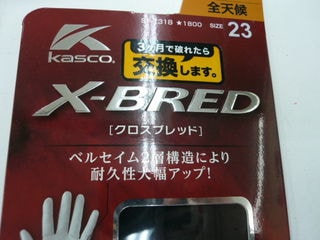 全天候
★1800 SIZE 23
Kasco.
3ヶ月で破れたら
交換します。
X-BRED
[クロスブレッド]
ベルセイム2層構造により
耐久性大幅アップ!